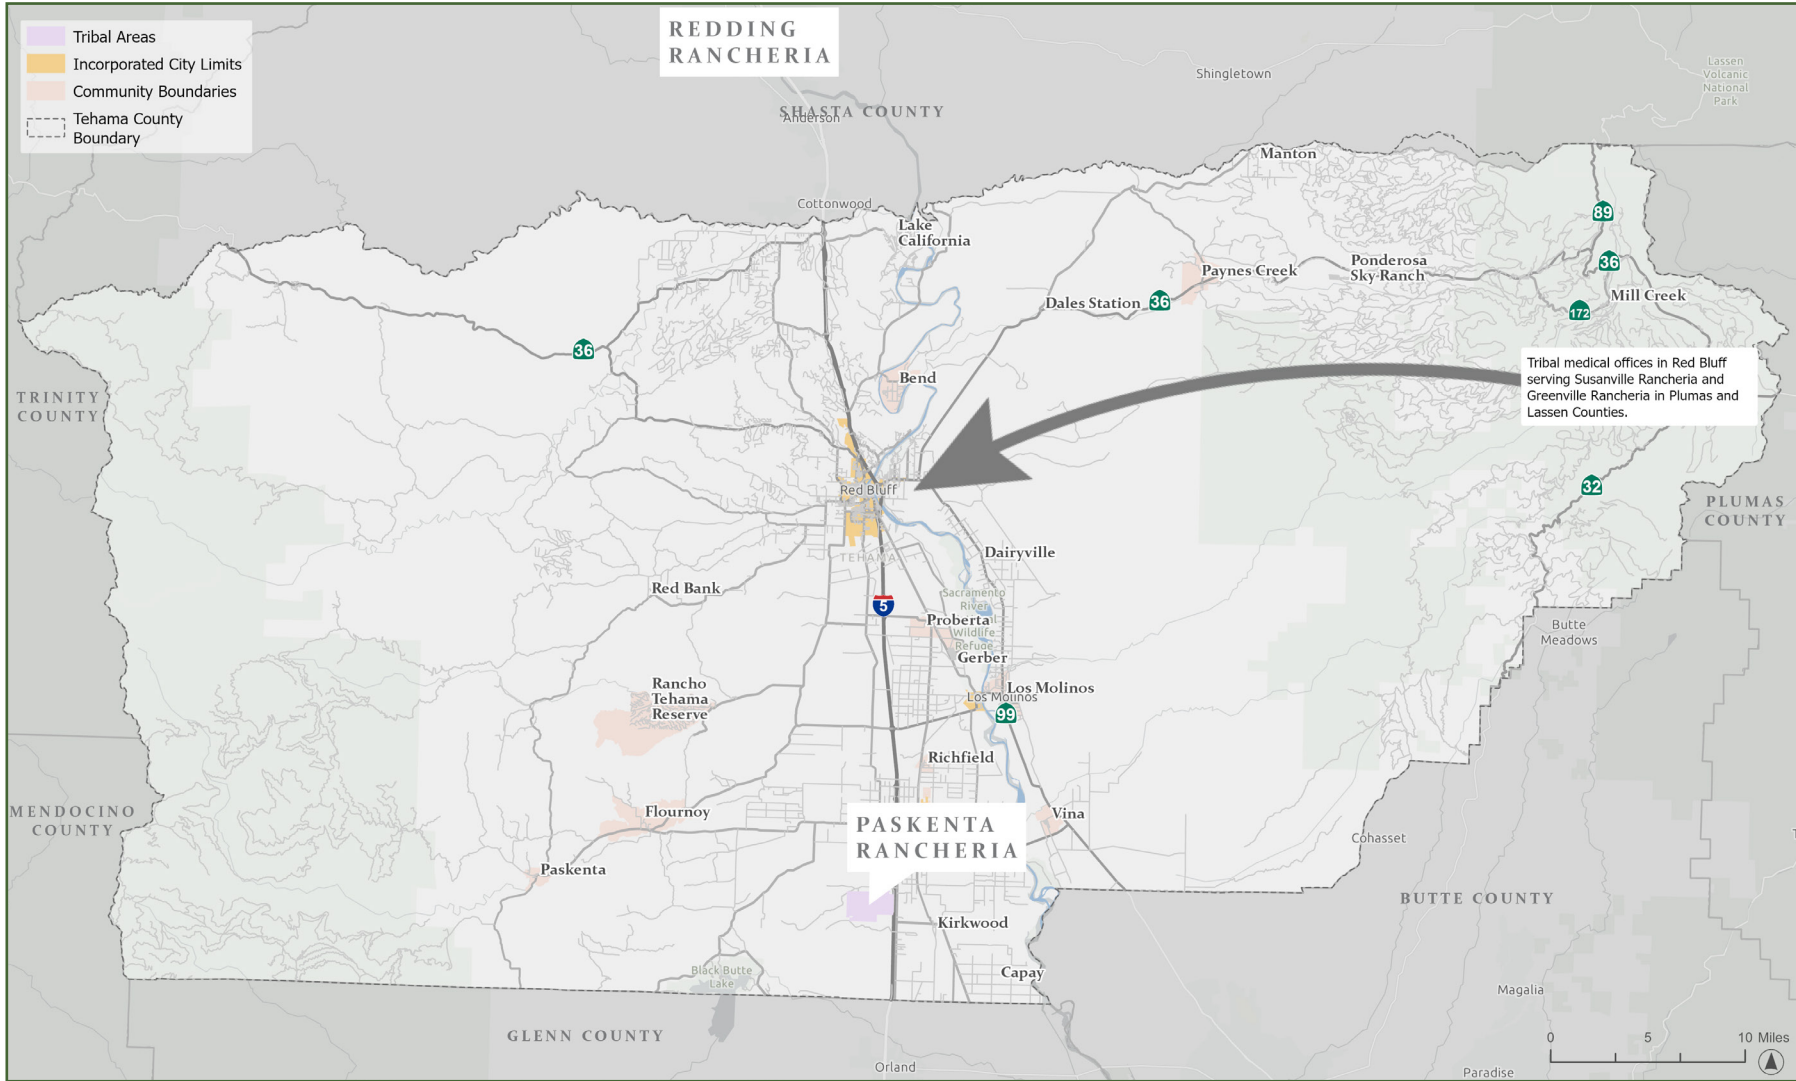 Tribal Areas
Incorporated City Limits
Community Boundaries
Tehama County
Boundary
REDDING
RANCHERIA
SHASTA COUNTY
Anderson
Shingletown
Lassen
Volcanic
National
Park
Manton
Cottonwood
Lake
California
89
36
Paynes Creek
Ponderosa
Sky Ranch
Dales Station
36
Mill Creek
172
36
Bend
Tribal medical offices in Red Bluff
serving Susanville Rancheria and
Greenville Rancheria in Plumas and
Lassen Counties.
TRINITY
COUNTY
Red Bluff
32
PLUMAS
COUNTY
TEHAMA
Dairyville
Red Bank
Sacramento
River
Wildlife
Refuge
5
Proberta
Butte
Meadows
Gerber
Rancho
Tehama
Reserve
Los Molinos
Los Molinos
99
Richfield
MENDOCINO
COUNTY
Flournoy
PASKENTA
RANCHERIA
Vina
Cohasset
Paskenta
BUTTE COUNTY
Kirkwood
Black Butte
Lake
Capay
Magalia
GLENN COUNTY
Orland
Paradise
0 5 10 Miles